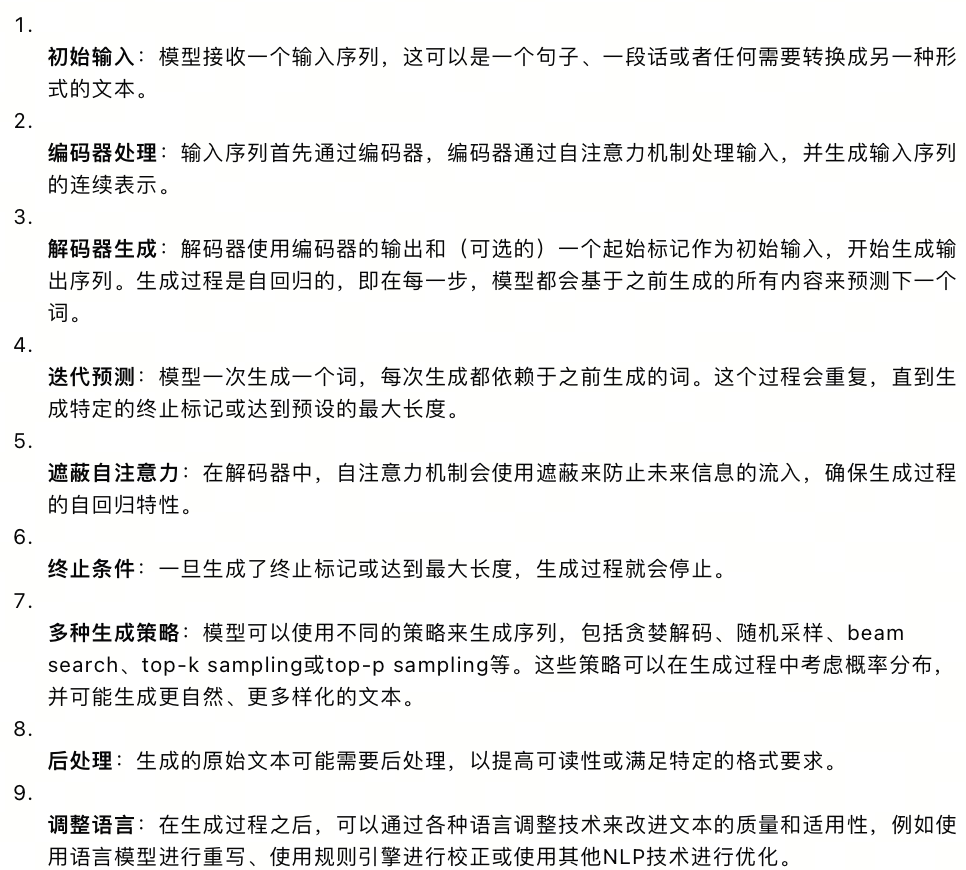 1.
初始输入：模型接收一个输入序列，这可以是一个句子、一段话或者任何需要转换成另一种形
式的文本。
2.
编码器处理：输入序列首先通过编码器，编码器通过自注意力机制处理输入，并生成输入序列
的连续表示。
3.
解码器生成：解码器使用编码器的输出和（可选的）一个起始标记作为初始输入，开始生成输
出序列。生成过程是自回归的，即在每一步，模型都会基于之前生成的所有内容来预测下一个
词。
4.
迭代预测：模型一次生成一个词，每次生成都依赖于之前生成的词。这个过程会重复，直到生
成特定的终止标记或达到预设的最大长度。
5.
遮蔽自注意力：在解码器中，自注意力机制会使用遮蔽来防止未来信息的流入，确保生成过程
的自回归特性。
6.
终止条件：一旦生成了终止标记或达到最大长度，生成过程就会停止。
7.
多种生成策略：模型可以使用不同的策略来生成序列，包括贪婪解码、随机采样、beam
search、top-k sampling或top-p sampling等。这些策略可以在生成过程中考虑概率分布，
并可能生成更自然、更多样化的文本。
8.
后处理：生成的原始文本可能需要后处理，以提高可读性或满足特定的格式要求。
9.
调整语言：在生成过程之后，可以通过各种语言调整技术来改进文本的质量和适用性，例如使
用语言模型进行重写、使用规则引擎进行校正或使用其他NLP技术进行优化。